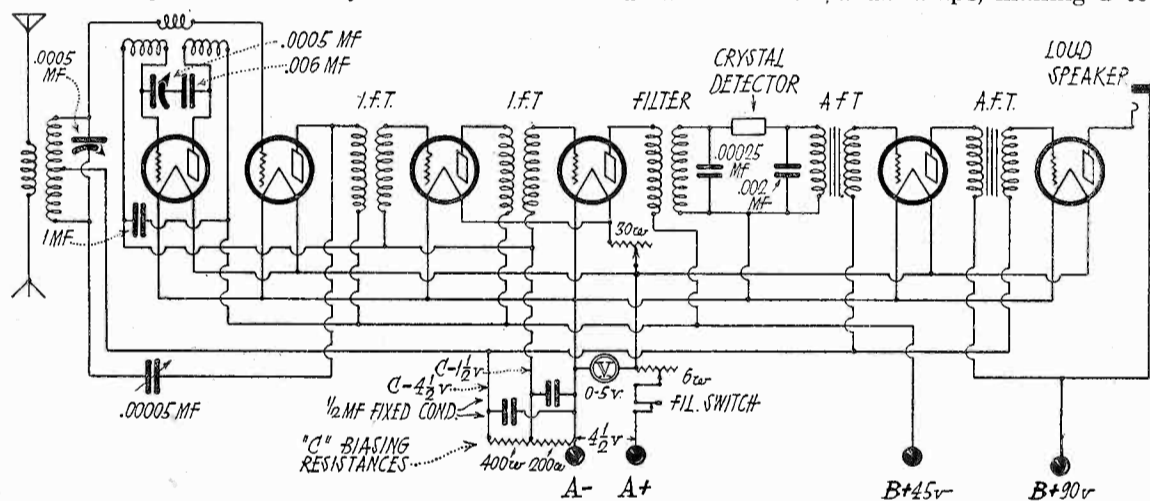 .0005
MF
.0005 MF
.006 MF
1 MF
I.F.T.
I.F.T
FILTER
CRYSTAL
DETECTOR
A F T
A.F.T.
LOUD
SPEAKER
.00025
MF
.002
MF
30ω
C-1½v
C-4½v
½ MF FIXED COND.
"C" BIASING
RESISTANCES
400ω
200ω
V
0-5v.
6ω
FIL. SWITCH
4½v
.00005 MF
A-
A+
B+45v
B+90v